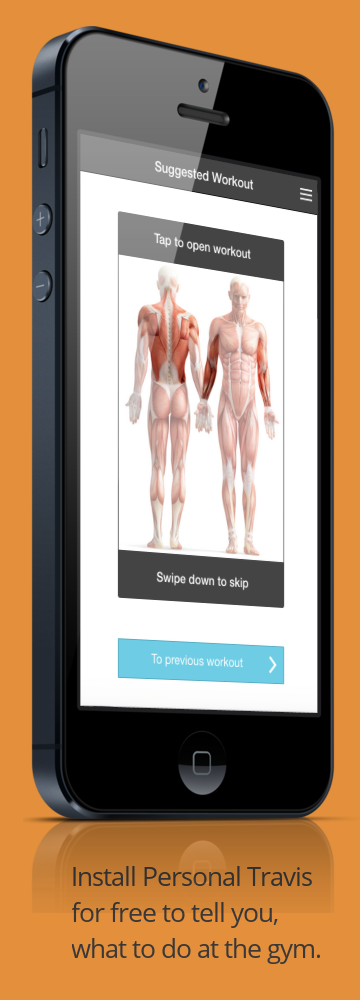 Suggested Workout
Tap to open workout
Swipe down to skip
To previous workout
Install Personal Travis
for free to tell you,
what to do at the gym.